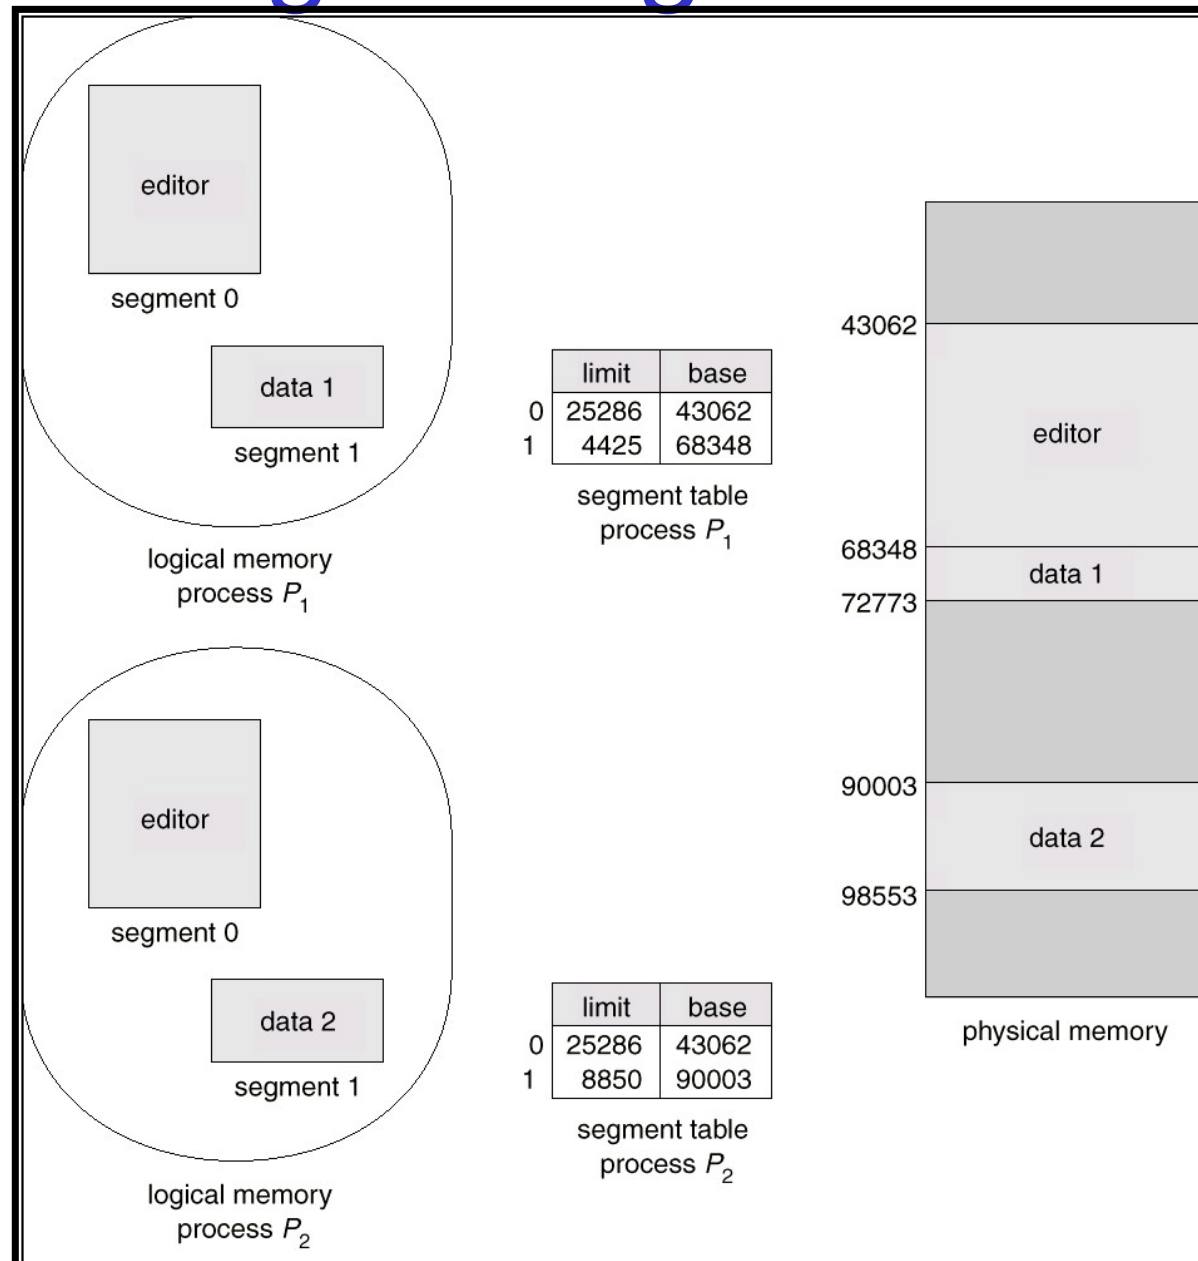 editor
segment 0
data 1
segment 1
logical memory
process P1
limit base
0 25286 43062
1 4425 68348
segment table
process P1
editor
segment 0
data 2
segment 1
logical memory
process P2
limit base
0 25286 43062
1 8850 90003
segment table
process P2
43062
editor
68348
data 1
72773
90003
data 2
98553
physical memory